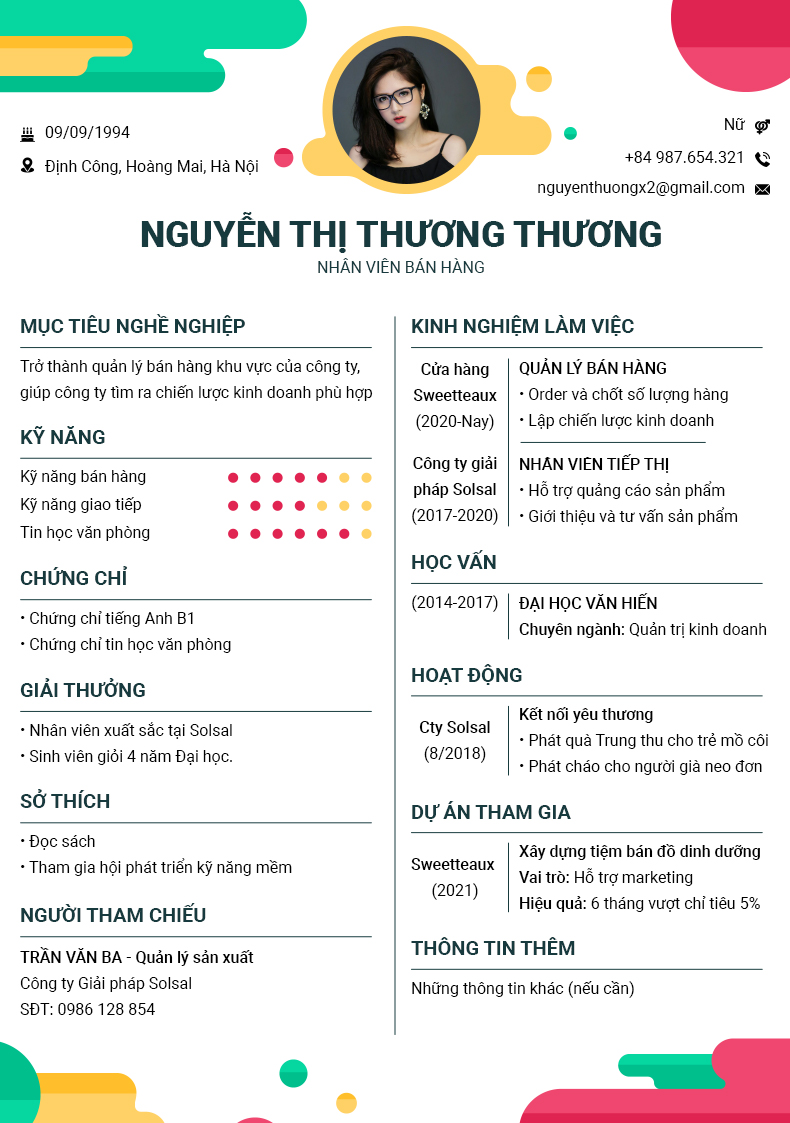 09/09/1994
Định Công, Hoàng Mai, Hà Nội
Nữ
+84 987.654.321
nguyenthuongx2@gmail.com
NGUYỄN THỊ THƯƠNG THƯƠNG
NHÂN VIÊN BÁN HÀNG
MỤC TIÊU NGHỀ NGHIỆP
Trở thành quản lý bán hàng khu vực của công ty,
giúp công ty tìm ra chiến lược kinh doanh phù hợp
KỸ NĂNG
Kỹ năng bán hàng
Kỹ năng giao tiếp
Tin học văn phòng
CHỨNG CHỈ
• Chứng chỉ tiếng Anh B1
• Chứng chỉ tin học văn phòng
GIẢI THƯỞNG
• Nhân viên xuất sắc tại Solsal
• Sinh viên giỏi 4 năm Đại học.
SỞ THÍCH
• Đọc sách
• Tham gia hội phát triển kỹ năng mềm
NGƯỜI THAM CHIẾU
TRẦN VĂN BA - Quản lý sản xuất
Công ty Giải pháp Solsal
SĐT: 0986 128 854
KINH NGHIỆM LÀM VIỆC
Cửa hàng
Sweetteaux
(2020-Nay)
QUẢN LÝ BÁN HÀNG
• Order và chốt số lượng hàng
• Lập chiến lược kinh doanh
Công ty giải
pháp Solsal
(2017-2020)
NHÂN VIÊN TIẾP THỊ
• Hỗ trợ quảng cáo sản phẩm
• Giới thiệu và tư vấn sản phẩm
HỌC VẤN
(2014-2017)
ĐẠI HỌC VĂN HIẾN
Chuyên ngành: Quản trị kinh doanh
HOẠT ĐỘNG
Cty Solsal
(8/2018)
Kết nối yêu thương
• Phát quà Trung thu cho trẻ mồ côi
• Phát cháo cho người già neo đơn
DỰ ÁN THAM GIA
Sweetteaux
(2021)
Xây dựng tiệm bán đồ dinh dưỡng
Vai trò: Hỗ trợ marketing
Hiệu quả: 6 tháng vượt chỉ tiêu 5%
THÔNG TIN THÊM
Những thông tin khác (nếu cần)